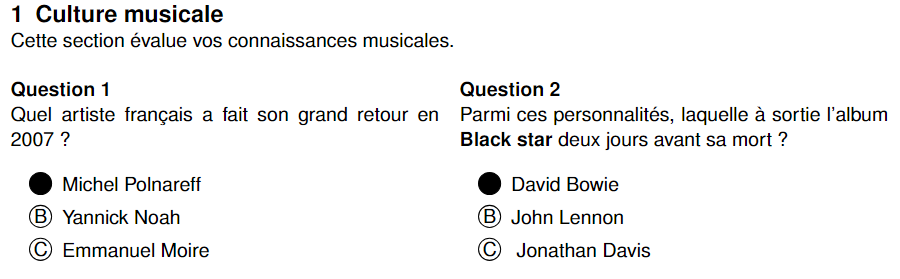 1 Culture musicale
Cette section évalue vos connaissances musicales.
Question 1
Quel artiste français a fait son grand retour en
2007 ?
Michel Polnareff
B Yannick Noah
C Emmanuel Moire
Question 2
Parmi ces personnalités, laquelle à sortie l'album
Black star deux jours avant sa mort ?
David Bowie
B John Lennon
C Jonathan Davis